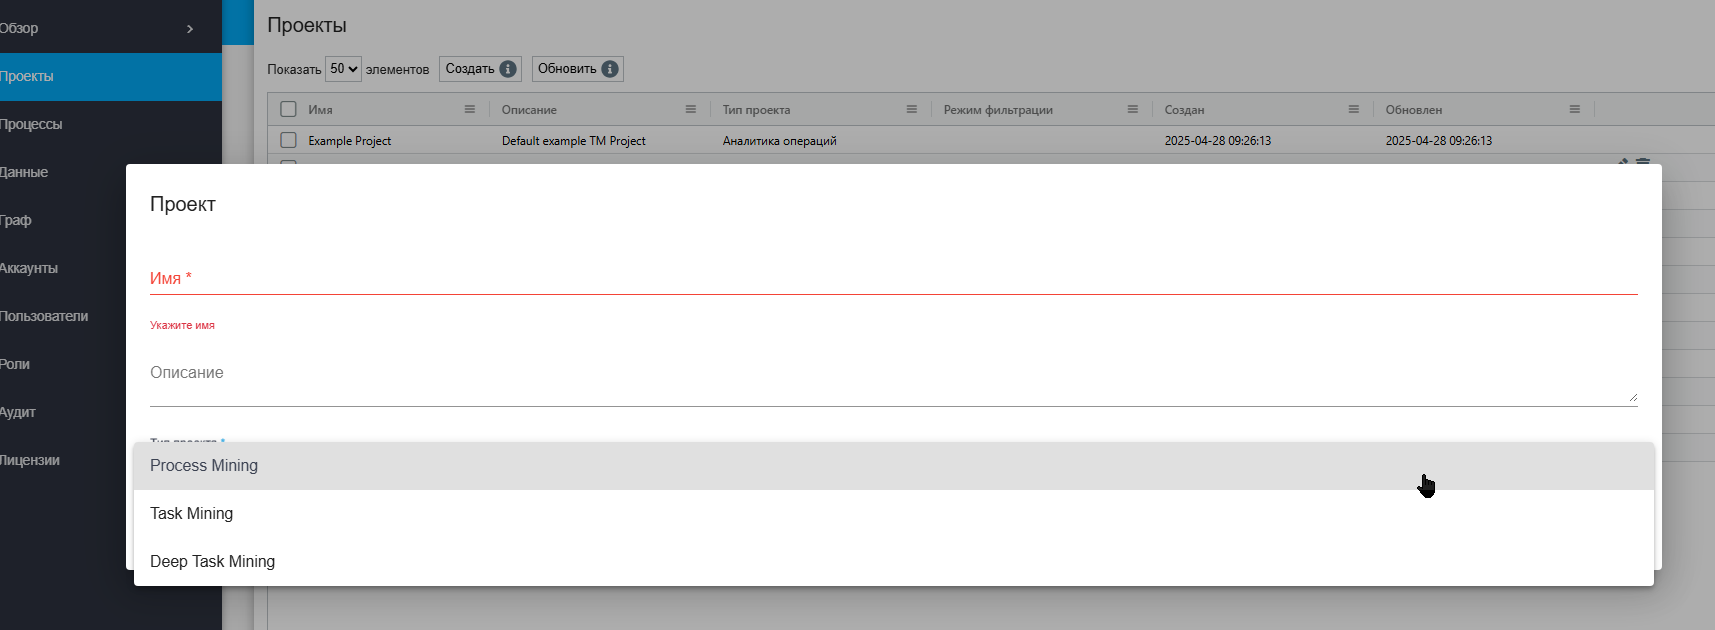 Обзор
Проекты
Процессы
Данные
Граф
Аккаунты
Пользователи
Роли
Аудит
Лицензии
Проекты
Показать 50 элементов Создать Обновить
Имя Описание Тип проекта Режим фильтрации Создан Обновлен
Example Project Default example TM Project Аналитика операций 2025-04-28 09:26:13 2025-04-28 09:26:13
Проект
Имя *
Укажите имя
Описание
Тип проекта *
Process Mining
Task Mining
Deep Task Mining